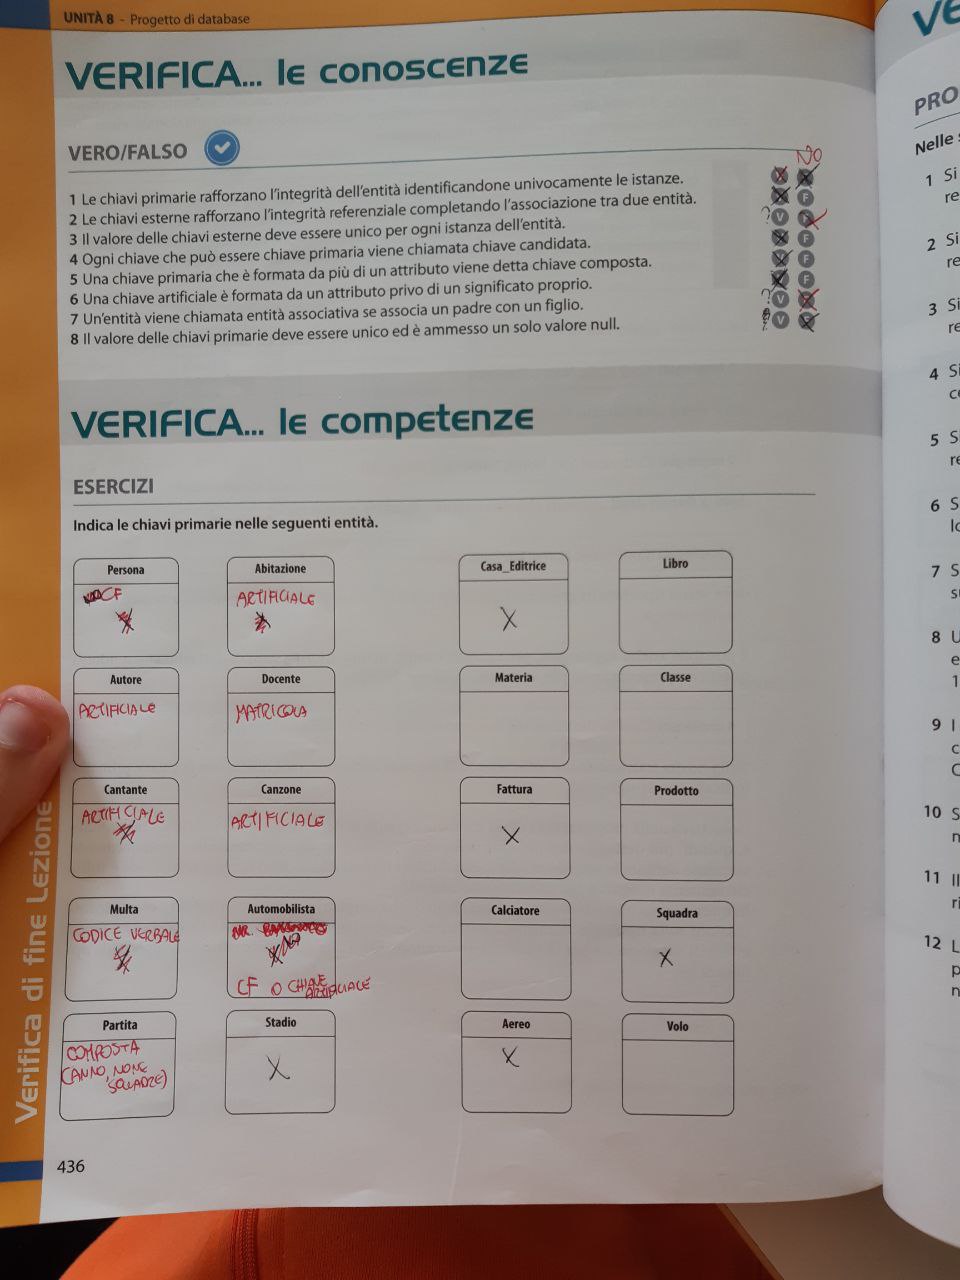 UNITÀ 8 - Progetto di database
VERIFICA... le conoscenze
VERO/FALSO
NO
1 Le chiavi primarie rafforzano l'integrità dell'entità identificandone univocamente le istanze.
2 Le chiavi esterne rafforzano l'integrità referenziale completando l'associazione tra due entità. F
3 Il valore delle chiavi esterne deve essere unico per ogni istanza dell'entità. ? V
4 Ogni chiave che può essere chiave primaria viene chiamata chiave candidata. F
5 Una chiave primaria che è formata da più di un attributo viene detta chiave composta. V F
6 Una chiave artificiale è formata da un attributo privo di un significato proprio. F
7 Un'entità viene chiamata entità associativa se associa un padre con un figlio. ? V
8 Il valore delle chiavi primarie deve essere unico ed è ammesso un solo valore null. V
VERIFICA... le competenze
ESERCIZI
Indica le chiavi primarie nelle seguenti entità.
Persona
CF
Abitazione
ARTIFICIALE
Casa_Editrice
X
Libro
Autore
ARTIFICIALE
Docente
MATRICOLA
Materia
Classe
Cantante
ARTIFICIALE
Canzone
ARTIFICIALE
Fattura
X
Prodotto
Multa
CODICE VERBALE
Automobilista
NR.
NO
CF O CHIAVE
ARTIFICIALE
Calciatore
Squadra
X
Partita
COMPOSTA
(ANNO, NOME
SQUADRE)
Stadio
X
Aereo
X
Volo
436
Verifica di fine Lezione
VE
PRO
Nelle
1 Si
re
2 Si
re
3 Si
re
4 Si
5 S
re
6 S
7 S
8 U
1
9 I
C
10 S
11 Il
ri
12 L
p
n